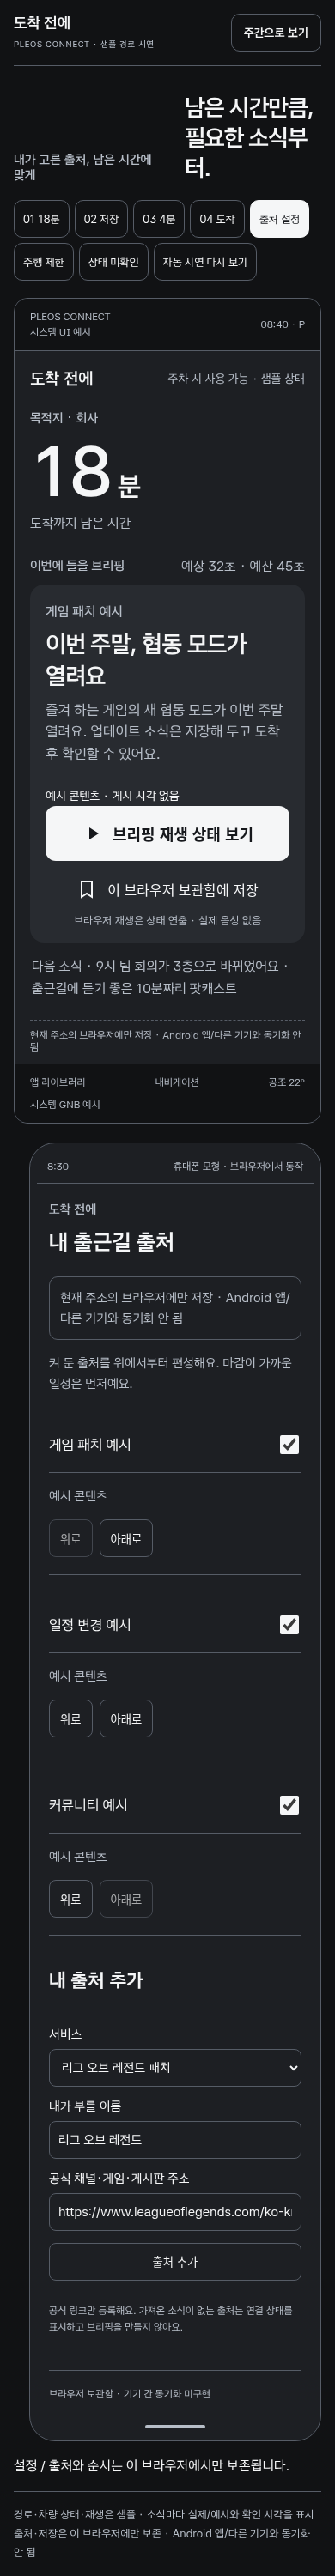 도착 전에
PLEOS CONNECT · 샘플 경로 시연
주간으로 보기
내가 고른 출처, 남은 시간에
맞게
남은 시간만큼,
필요한 소식부
터.
01 18분
02 저장
03 4분
04 도착
출처 설정
주행 제한
상태 미확인
자동 시연 다시 보기
PLEOS CONNECT
시스템 UI 예시
08:40 · P
도착 전에
주차 시 사용 가능 · 샘플 상태
목적지 · 회사
18분
도착까지 남은 시간
이번에 들을 브리핑
예상 32초 · 예산 45초
게임 패치 예시
이번 주말, 협동 모드가
열려요
즐겨 하는 게임의 새 협동 모드가 이번 주말
열려요. 업데이트 소식은 저장해 두고 도착
후 확인할 수 있어요.
예시 콘텐츠 · 게시 시각 없음
브리핑 재생 상태 보기
이 브라우저 보관함에 저장
브라우저 재생은 상태 연출 · 실제 음성 없음
다음 소식 · 9시 팀 회의가 3층으로 바뀌었어요 ·
출근길에 듣기 좋은 10분짜리 팟캐스트
현재 주소의 브라우저에만 저장 · Android 앱/다른 기기와 동기화 안
됨
앱 라이브러리
내비게이션
공조 22°
시스템 GNB 예시
8:30
휴대폰 모형 · 브라우저에서 동작
도착 전에
내 출근길 출처
현재 주소의 브라우저에만 저장 · Android 앱/
다른 기기와 동기화 안 됨
켜 둔 출처를 위에서부터 편성해요. 마감이 가까운
일정은 먼저예요.
게임 패치 예시
예시 콘텐츠
위로
아래로
일정 변경 예시
예시 콘텐츠
위로
아래로
커뮤니티 예시
예시 콘텐츠
위로
아래로
내 출처 추가
서비스
리그 오브 레전드 패치
내가 부를 이름
리그 오브 레전드
공식 채널·게임·게시판 주소
https://www.leagueoflegends.com/ko-k
출처 추가
공식 링크만 등록해요. 가져온 소식이 없는 출처는 연결 상태를
표시하고 브리핑을 만들지 않아요.
브라우저 보관함 · 기기 간 동기화 미구현
설정 / 출처와 순서는 이 브라우저에서만 보존됩니다.
경로·차량 상태·재생은 샘플 · 소식마다 실제/예시와 확인 시각을 표시
출처·저장은 이 브라우저에만 보존 · Android 앱/다른 기기와 동기화
안 됨